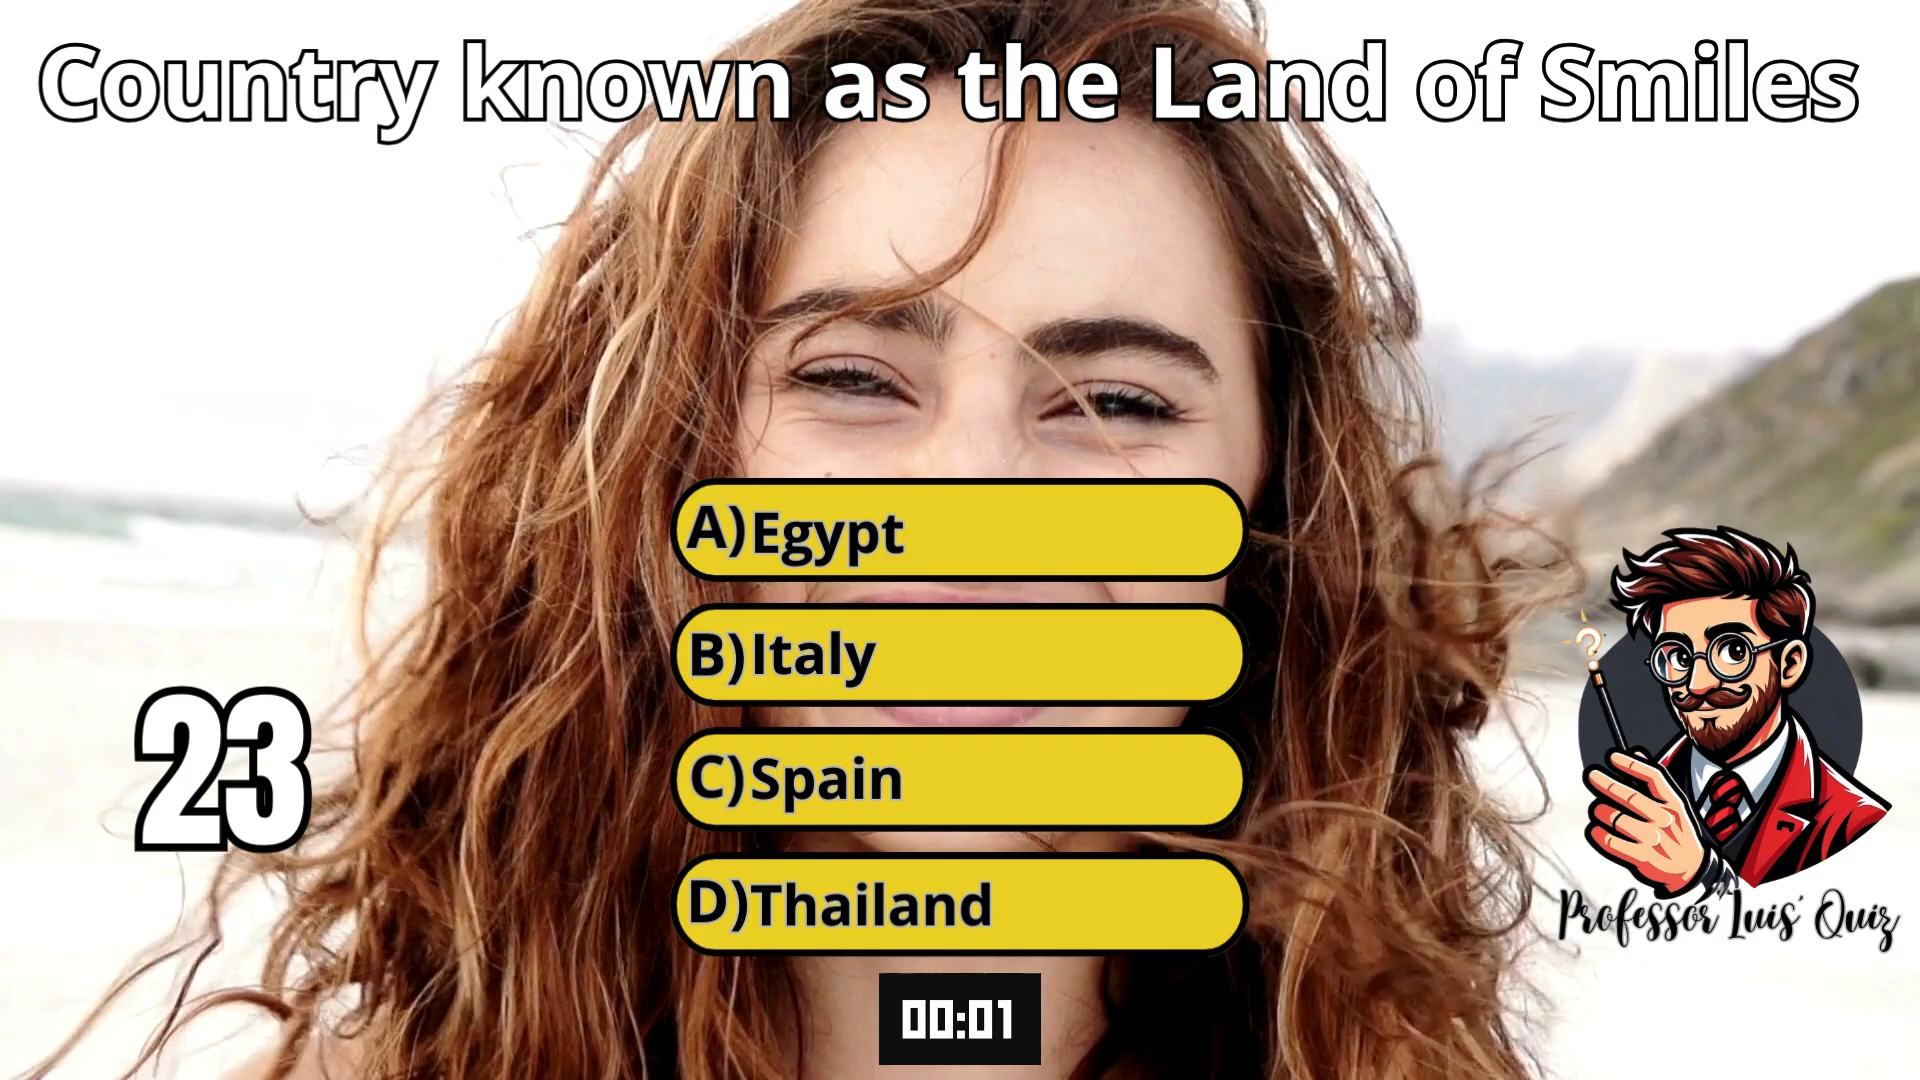 Country known as the Land of Smiles
A) Egypt
B) Italy
C) Spain
D) Thailand
23
00:01
Professor Luis' Quiz